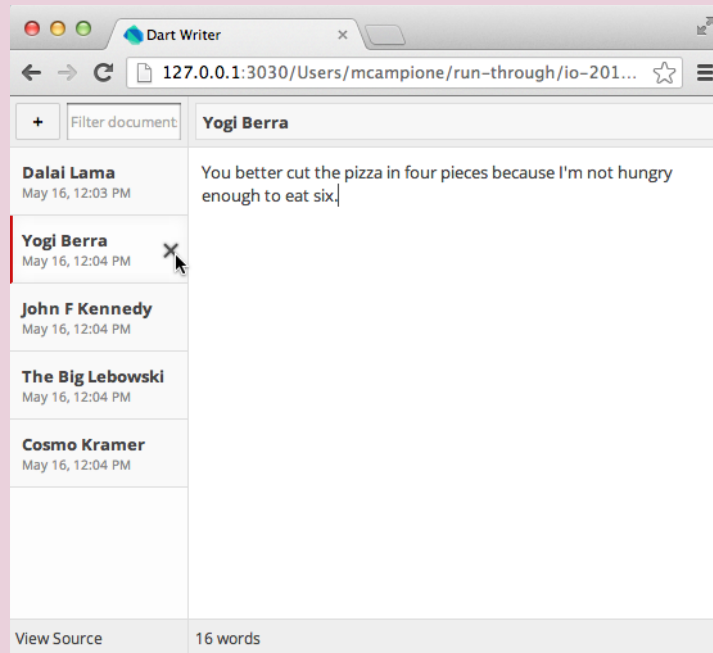 Dart Writer
127.0.0.1:3030/Users/mcampione/run-through/io-201...
+
Filter document
Yogi Berra
Dalai Lama
May 16, 12:03 PM
Yogi Berra
May 16, 12:04 PM
John F Kennedy
May 16, 12:04 PM
The Big Lebowski
May 16, 12:04 PM
Cosmo Kramer
May 16, 12:04 PM
You better cut the pizza in four pieces because I'm not hungry
enough to eat six.
View Source
16 words